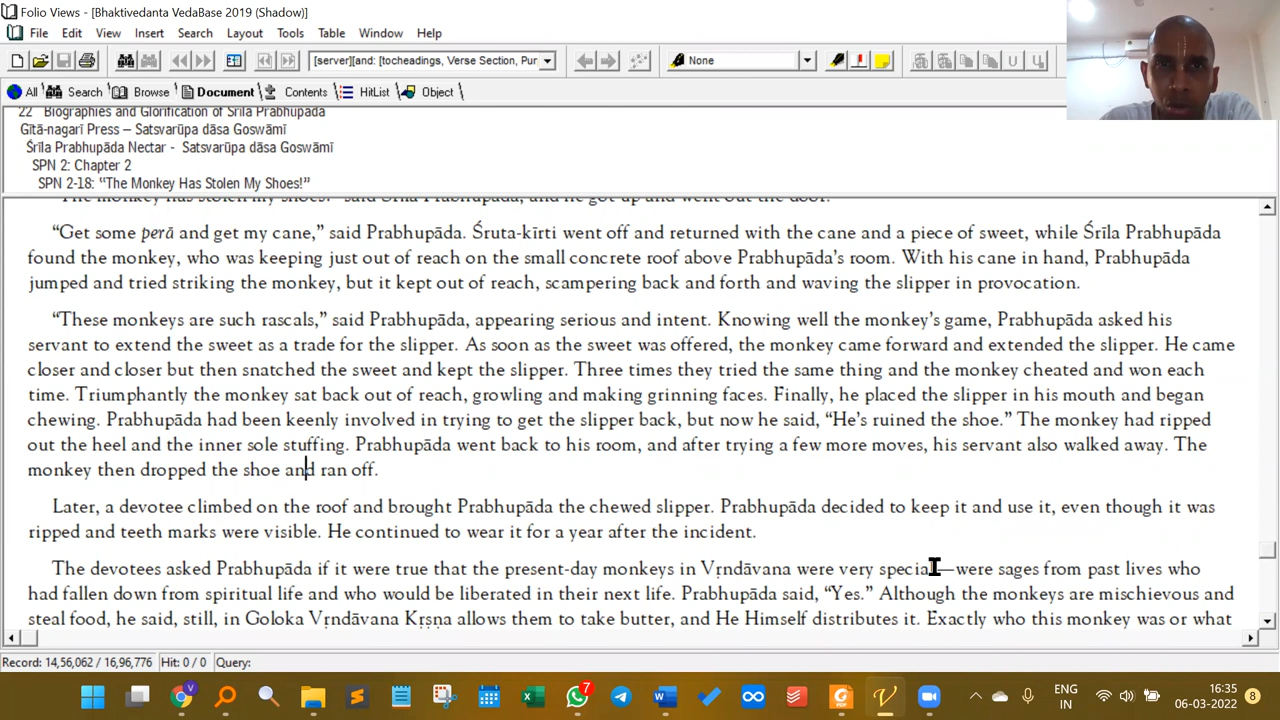 Folio Views - [Bhaktivedanta VedaBase 2019 (Shadow)]
File Edit View Insert Search Layout Tools Table Window Help
[server][and: [tocheadings, Verse Section, Pur None
All Search Browse Document Contents HitList Object
22 Biographies and Glorification of Śrīla Prabhupāda
Gītā-nagarī Press – Satsvarūpa dāsa Goswāmī
Śrīla Prabhupāda Nectar - Satsvarūpa dāsa Goswāmī
SPN 2: Chapter 2
SPN 2-18: “The Monkey Has Stolen My Shoes!”
“The monkey has stolen my shoes!” said Śrīla Prabhupāda, and he got up and went out the door.
“Get some perā and get my cane,” said Prabhupāda. Śruta-kīrti went off and returned with the cane and a piece of sweet, while Śrīla Prabhupāda
found the monkey, who was keeping just out of reach on the small concrete roof above Prabhupāda’s room. With his cane in hand, Prabhupāda
jumped and tried striking the monkey, but it kept out of reach, scampering back and forth and waving the slipper in provocation.
“These monkeys are such rascals,” said Prabhupāda, appearing serious and intent. Knowing well the monkey’s game, Prabhupāda asked his
servant to extend the sweet as a trade for the slipper. As soon as the sweet was offered, the monkey came forward and extended the slipper. He came
closer and closer but then snatched the sweet and kept the slipper. Three times they tried the same thing and the monkey cheated and won each
time. Triumphantly the monkey sat back out of reach, growling and making grinning faces. Finally, he placed the slipper in his mouth and began
chewing. Prabhupāda had been keenly involved in trying to get the slipper back, but now he said, “He’s ruined the shoe.” The monkey had ripped
out the heel and the inner sole stuffing. Prabhupāda went back to his room, and after trying a few more moves, his servant also walked away. The
monkey then dropped the shoe and ran off.
Later, a devotee climbed on the roof and brought Prabhupāda the chewed slipper. Prabhupāda decided to keep it and use it, even though it was
ripped and teeth marks were visible. He continued to wear it for a year after the incident.
The devotees asked Prabhupāda if it were true that the present-day monkeys in Vṛndāvana were very special—were sages from past lives who
had fallen down from spiritual life and who would be liberated in their next life. Prabhupāda said, “Yes.” Although the monkeys are mischievous and
steal food, he said, still, in Goloka Vṛndāvana Kṛṣṇa allows them to take butter, and He Himself distributes it. Exactly who this monkey was or what
Record: 14,56,062 / 16,96,776 Hit: 0 / 0 Query:
7 ENG IN 16:35 06-03-2022 8